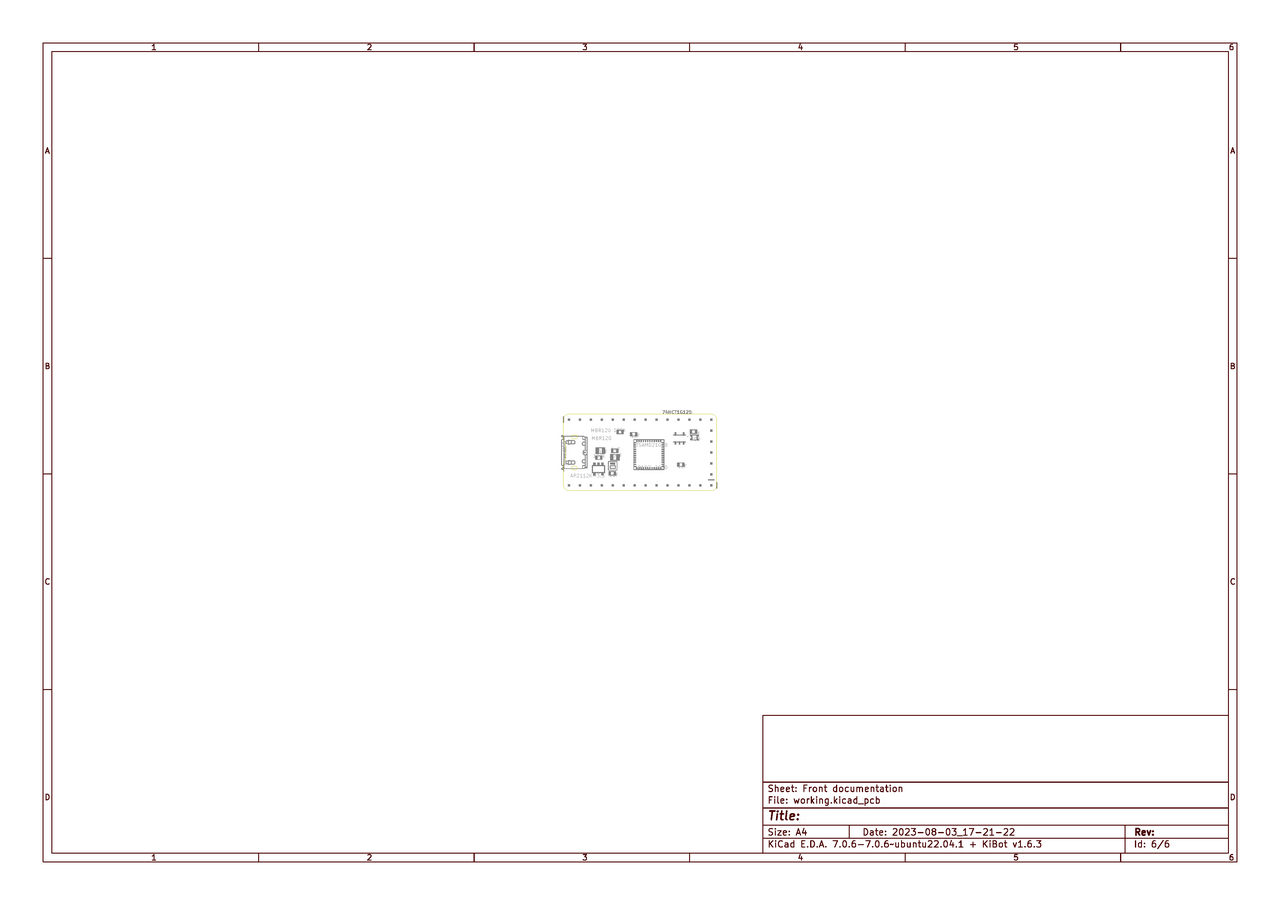 1 2 3 4 5 6
A A
74HCT1G125
MBR120
MBR120
B B
C C
D D
Sheet: Front documentation
File: working.kicad_pcb
Title:
Size: A4 Date: 2023-08-03_17-21-22 Rev:
KiCad E.D.A. 7.0.6-7.0.6~ubuntu22.04.1 + KiBot v1.6.3 Id: 6/6
1 2 3 4 5 6